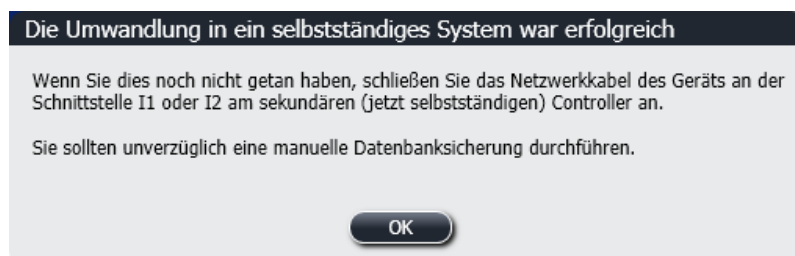 Die Umwandlung in ein selbstständiges System war erfolgreich
Wenn Sie dies noch nicht getan haben, schließen Sie das Netzwerkkabel des Geräts an der
Schnittstelle I1 oder I2 am sekundären (jetzt selbstständigen) Controller an.
Sie sollten unverzüglich eine manuelle Datenbanksicherung durchführen.
OK